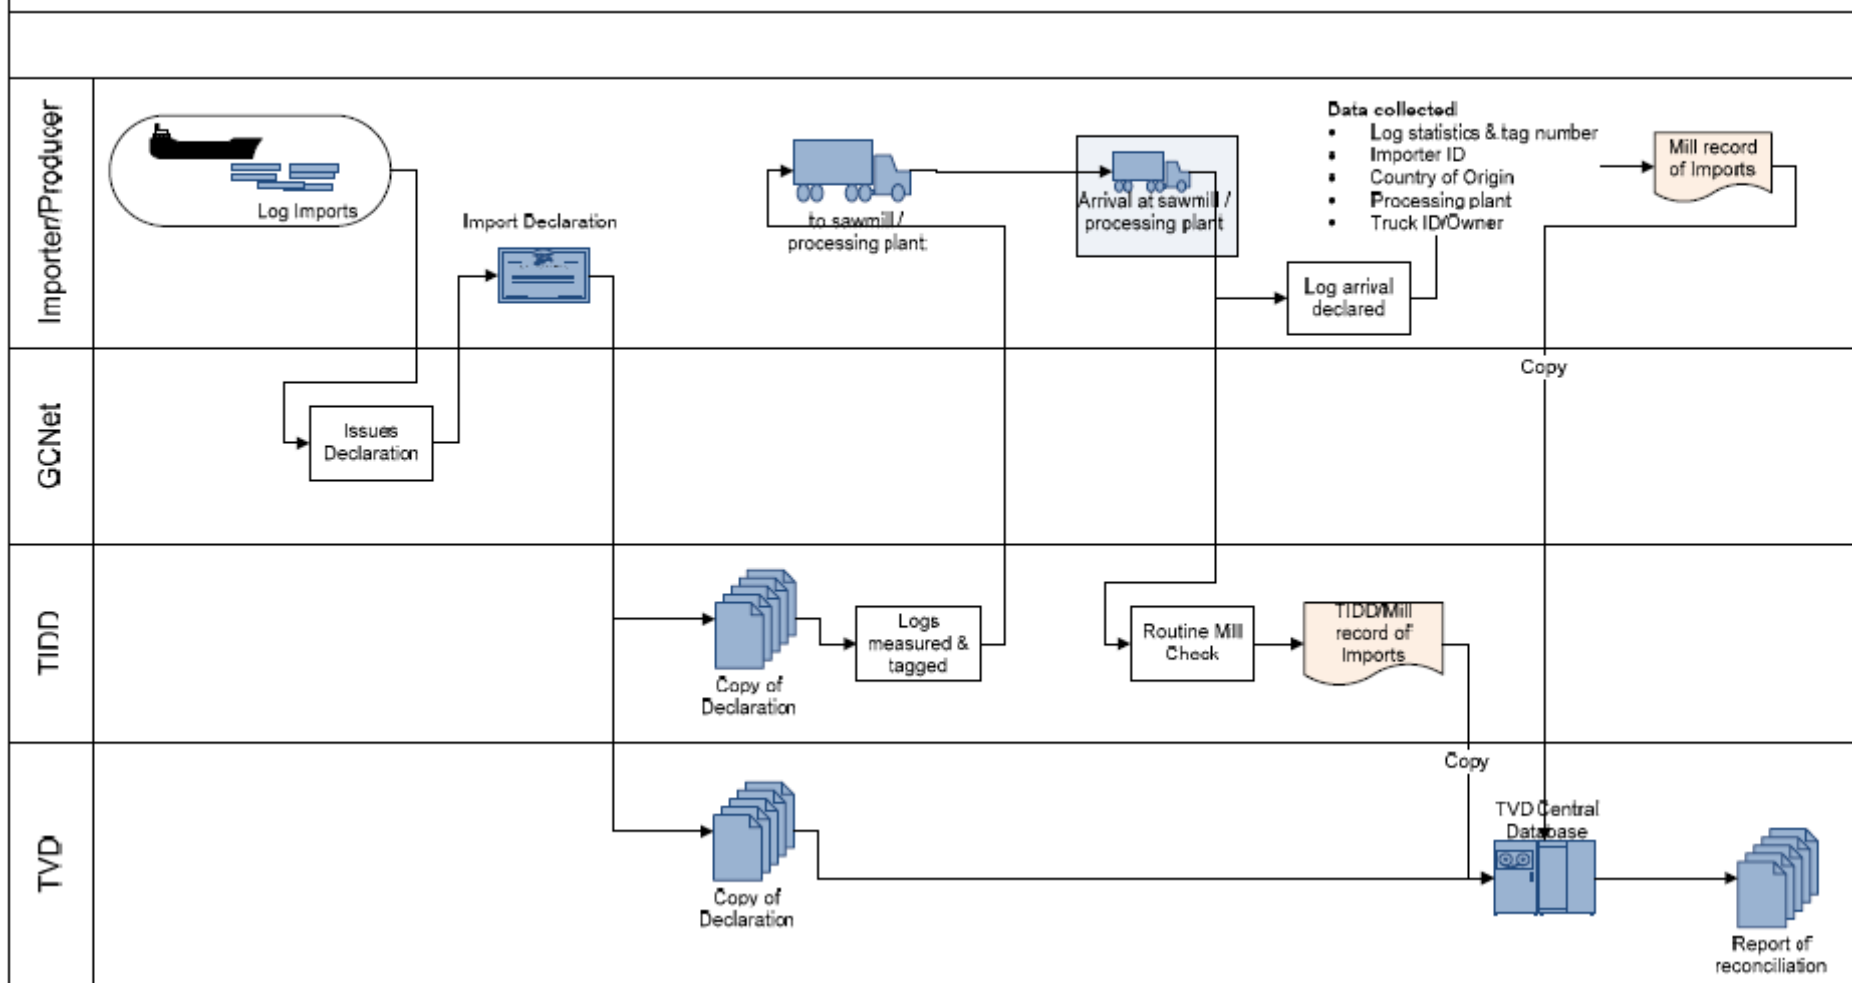 Importer/Producer
Log Imports
Import Declaration
to sawmill /
processing plant:
Arrival at sawmill /
processing plant
Data collected
• Log statistics & tag number
• Importer ID
• Country of Origin
• Processing plant
• Truck ID/Owner
Log arrival
declared
Mill record
of Imports
GCNet
Issues
Declaration
Copy
TIDD
Copy of
Declaration
Logs
measured &
tagged
Routine Mill
Check
TIDD/Mill
record of
Imports
TVD
Copy of
Declaration
Copy
TVD Central
Database
Report of
reconciliation